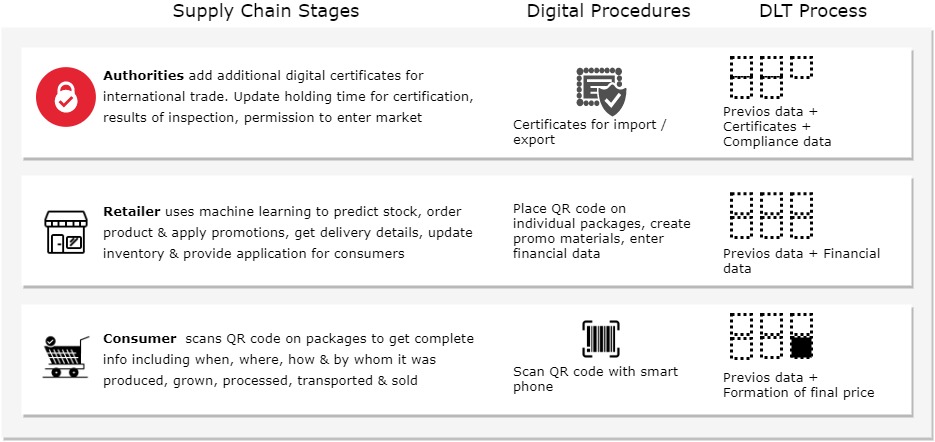 Supply Chain Stages Digital Procedures DLT Process
Authorities add additional digital certificates for
international trade. Update holding time for certification,
results of inspection, permission to enter market
Certificates for import /
export
Previos data +
Certificates +
Compliance data
Retailer uses machine learning to predict stock, order
product & apply promotions, get delivery details, update
inventory & provide application for consumers
Place QR code on
individual packages, create
promo materials, enter
financial data
Previos data + Financial
data
Consumer scans QR code on packages to get complete
info including when, where, how & by whom it was
produced, grown, processed, transported & sold
Scan QR code with smart
phone
Previos data +
Formation of final price